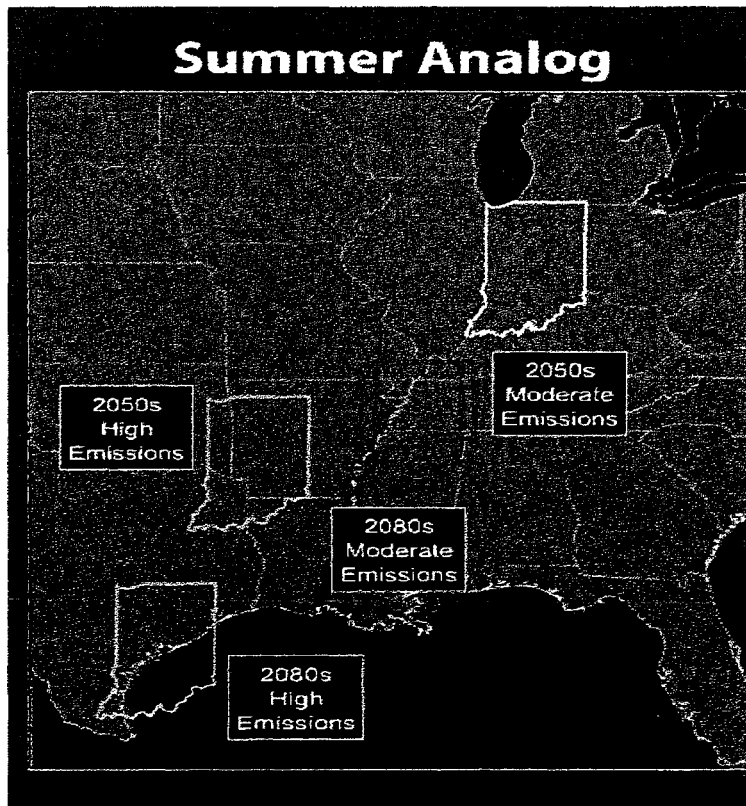 Summer Analog
2050s
Moderate
Emissions
2050s
High
Emissions
2080s
Moderate
Emissions
2080s
High
Emissions